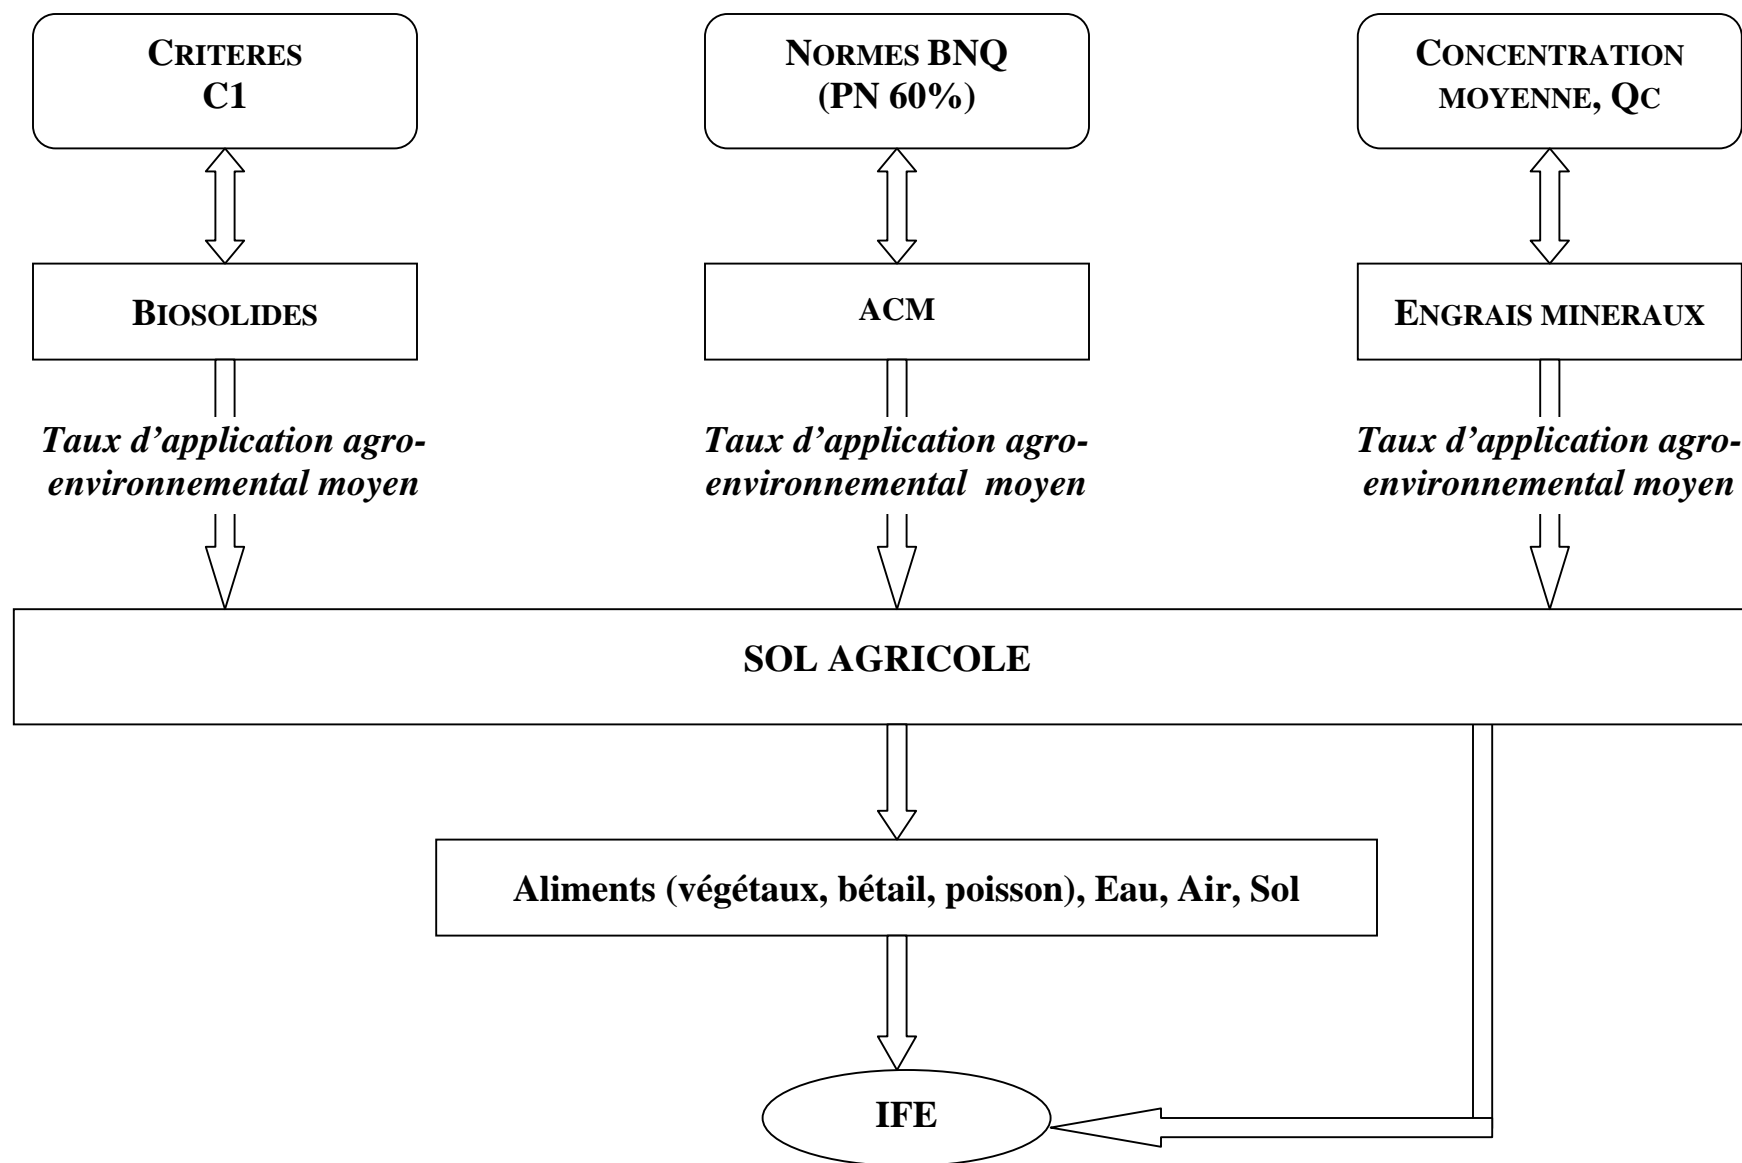 CRITERES
C1
NORMES BNQ
(PN 60%)
CONCENTRATION
MOYENNE, QC
BIOSOLIDES
ACM
ENGRAIS MINERAUX
Taux d’application agro-
environnemental moyen
Taux d’application agro-
environnemental moyen
Taux d’application agro-
environnemental moyen
SOL AGRICOLE
Aliments (végétaux, bétail, poisson), Eau, Air, Sol
IFE